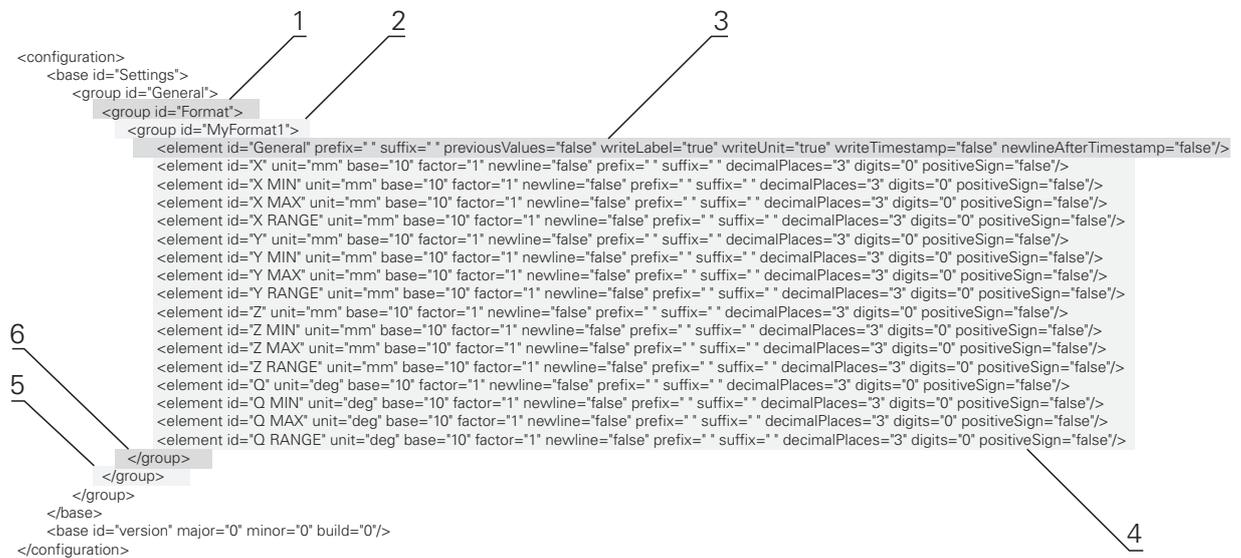 1 2 3
<configuration>
<base id="Settings">
<group id="General">
<group id="Format">
<group id="MyFormat1">
<element id="General" prefix=" " suffix=" " previousValues="false" writeLabel="true" writeUnit="true" writeTimestamp="false" newlineAfterTimestamp="false"/>
<element id="X" unit="mm" base="10" factor="1" newline="false" prefix=" " suffix=" " decimalPlaces="3" digits="0" positiveSign="false"/>
<element id="X MIN" unit="mm" base="10" factor="1" newline="false" prefix=" " suffix=" " decimalPlaces="3" digits="0" positiveSign="false"/>
<element id="X MAX" unit="mm" base="10" factor="1" newline="false" prefix=" " suffix=" " decimalPlaces="3" digits="0" positiveSign="false"/>
<element id="X RANGE" unit="mm" base="10" factor="1" newline="false" prefix=" " suffix=" " decimalPlaces="3" digits="0" positiveSign="false"/>
<element id="Y" unit="mm" base="10" factor="1" newline="false" prefix=" " suffix=" " decimalPlaces="3" digits="0" positiveSign="false"/>
<element id="Y MIN" unit="mm" base="10" factor="1" newline="false" prefix=" " suffix=" " decimalPlaces="3" digits="0" positiveSign="false"/>
<element id="Y MAX" unit="mm" base="10" factor="1" newline="false" prefix=" " suffix=" " decimalPlaces="3" digits="0" positiveSign="false"/>
<element id="Y RANGE" unit="mm" base="10" factor="1" newline="false" prefix=" " suffix=" " decimalPlaces="3" digits="0" positiveSign="false"/>
<element id="Z" unit="mm" base="10" factor="1" newline="false" prefix=" " suffix=" " decimalPlaces="3" digits="0" positiveSign="false"/>
<element id="Z MIN" unit="mm" base="10" factor="1" newline="false" prefix=" " suffix=" " decimalPlaces="3" digits="0" positiveSign="false"/>
<element id="Z MAX" unit="mm" base="10" factor="1" newline="false" prefix=" " suffix=" " decimalPlaces="3" digits="0" positiveSign="false"/>
<element id="Z RANGE" unit="mm" base="10" factor="1" newline="false" prefix=" " suffix=" " decimalPlaces="3" digits="0" positiveSign="false"/>
<element id="Q" unit="deg" base="10" factor="1" newline="false" prefix=" " suffix=" " decimalPlaces="3" digits="0" positiveSign="false"/>
<element id="Q MIN" unit="deg" base="10" factor="1" newline="false" prefix=" " suffix=" " decimalPlaces="3" digits="0" positiveSign="false"/>
<element id="Q MAX" unit="deg" base="10" factor="1" newline="false" prefix=" " suffix=" " decimalPlaces="3" digits="0" positiveSign="false"/>
<element id="Q RANGE" unit="deg" base="10" factor="1" newline="false" prefix=" " suffix=" " decimalPlaces="3" digits="0" positiveSign="false"/>
6
5
</group>
</group>
</group>
</base>
<base id="version" major="0" minor="0" build="0"/>
</configuration>
4